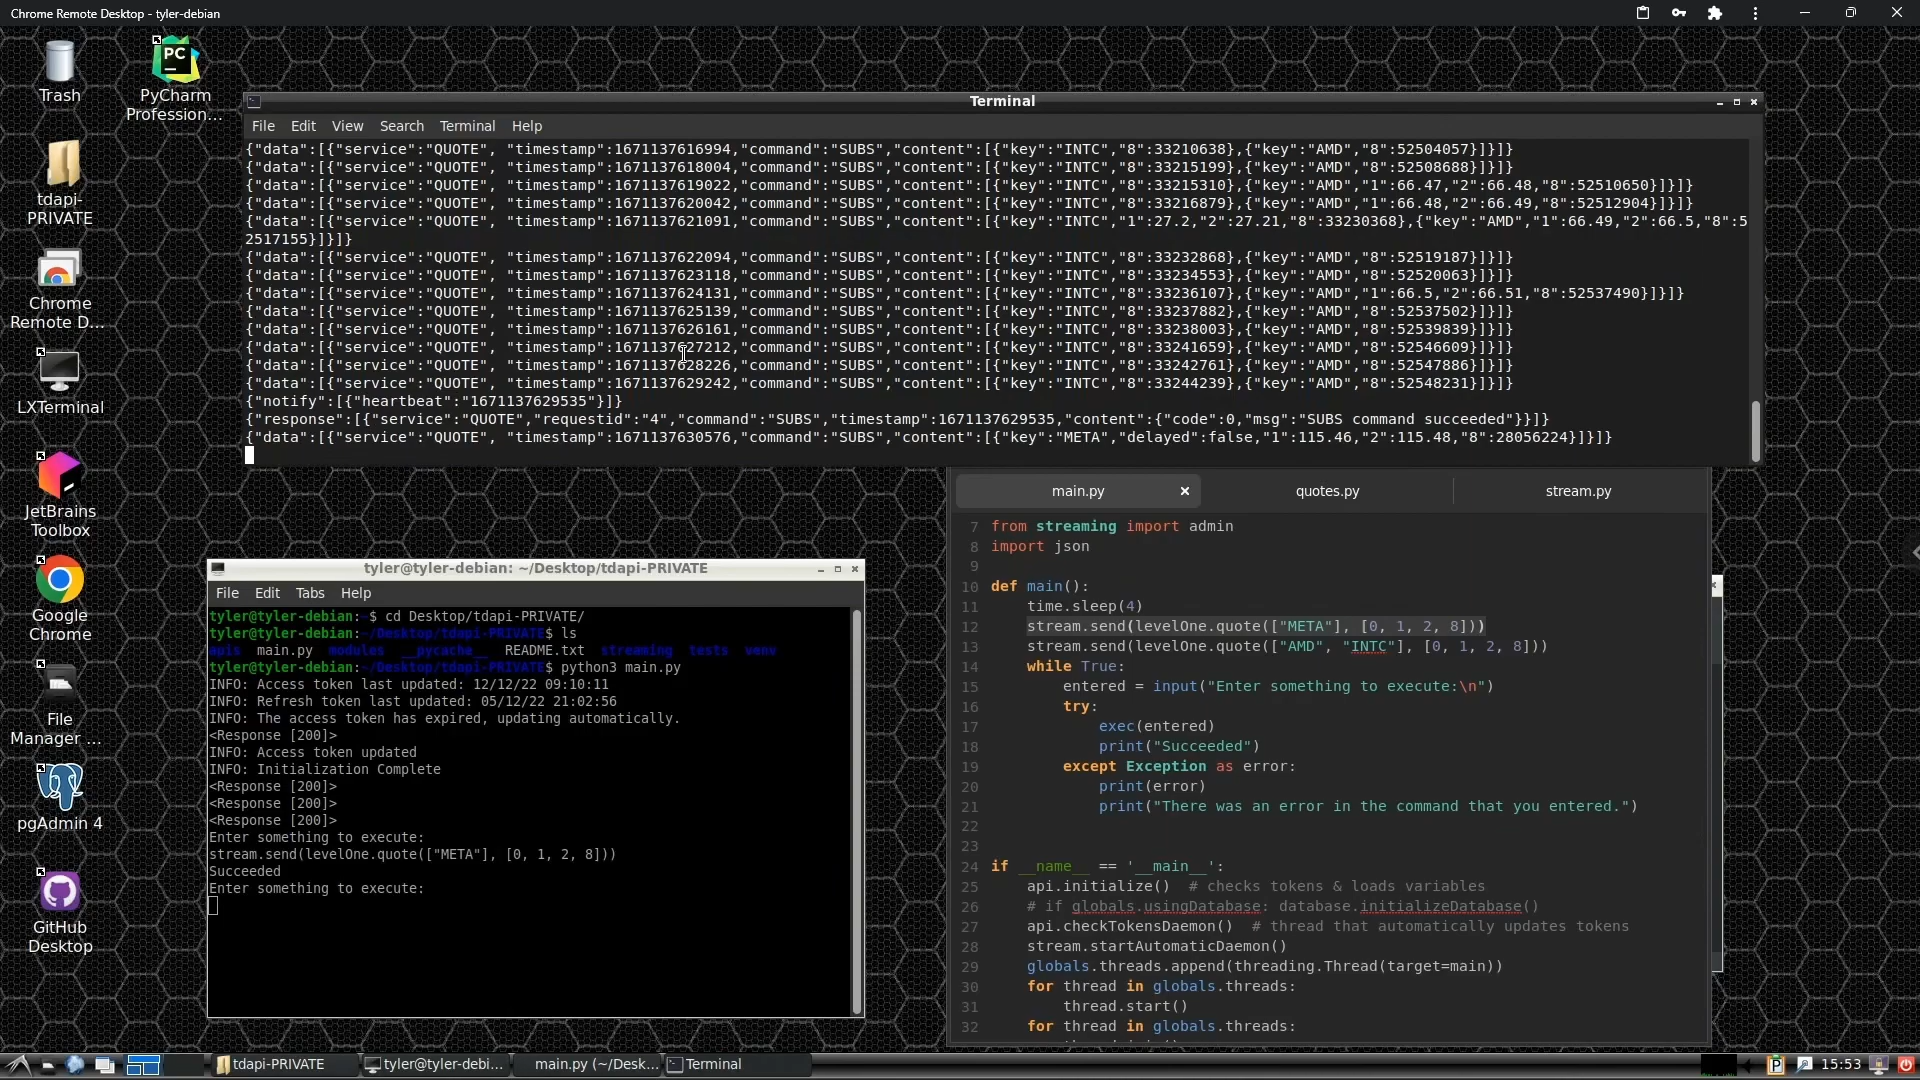 Chrome Remote Desktop - tyler-debian
Trash
PyCharm
Profession...
tdapi-
PRIVATE
Chrome
Remote D...
LXTerminal
JetBrains
Toolbox
Google
Chrome
File
Manager ...
pgAdmin 4
GitHub
Desktop
Terminal
File Edit View Search Terminal Help
{"data":[{"service":"QUOTE", "timestamp":1671137616994,"command":"SUBS","content":[{"key":"INTC","8":33210638},{"key":"AMD","8":52504057}]}]}
{"data":[{"service":"QUOTE", "timestamp":1671137618004,"command":"SUBS","content":[{"key":"INTC","8":33215199},{"key":"AMD","8":52508688}]}]}
{"data":[{"service":"QUOTE", "timestamp":1671137619022,"command":"SUBS","content":[{"key":"INTC","8":33215310},{"key":"AMD","1":66.47,"2":66.48,"8":52510650}]}]}
{"data":[{"service":"QUOTE", "timestamp":1671137620042,"command":"SUBS","content":[{"key":"INTC","8":33216879},{"key":"AMD","1":66.48,"2":66.49,"8":52512904}]}]}
{"data":[{"service":"QUOTE", "timestamp":1671137621091,"command":"SUBS","content":[{"key":"INTC","1":27.2,"2":27.21,"8":33230368},{"key":"AMD","1":66.49,"2":66.5,"8":5
2517155}]}]}
{"data":[{"service":"QUOTE", "timestamp":1671137622094,"command":"SUBS","content":[{"key":"INTC","8":33232868},{"key":"AMD","8":52519187}]}]}
{"data":[{"service":"QUOTE", "timestamp":1671137623118,"command":"SUBS","content":[{"key":"INTC","8":33234553},{"key":"AMD","8":52520063}]}]}
{"data":[{"service":"QUOTE", "timestamp":1671137624131,"command":"SUBS","content":[{"key":"INTC","8":33236107},{"key":"AMD","1":66.5,"2":66.51,"8":52537490}]}]}
{"data":[{"service":"QUOTE", "timestamp":1671137625139,"command":"SUBS","content":[{"key":"INTC","8":33237882},{"key":"AMD","8":52537502}]}]}
{"data":[{"service":"QUOTE", "timestamp":1671137626161,"command":"SUBS","content":[{"key":"INTC","8":33238003},{"key":"AMD","8":52539839}]}]}
{"data":[{"service":"QUOTE", "timestamp":1671137627212,"command":"SUBS","content":[{"key":"INTC","8":33241659},{"key":"AMD","8":52546609}]}]}
{"data":[{"service":"QUOTE", "timestamp":1671137628226,"command":"SUBS","content":[{"key":"INTC","8":33242761},{"key":"AMD","8":52547886}]}]}
{"data":[{"service":"QUOTE", "timestamp":1671137629242,"command":"SUBS","content":[{"key":"INTC","8":33244239},{"key":"AMD","8":52548231}]}]}
{"notify":[{"heartbeat":"1671137629535"}]}
{"response":[{"service":"QUOTE","requestid":"4","command":"SUBS","timestamp":1671137629535,"content":{"code":0,"msg":"SUBS command succeeded"}}]}
{"data":[{"service":"QUOTE", "timestamp":1671137630576,"command":"SUBS","content":[{"key":"META","delayed":false,"1":115.46,"2":115.48,"8":28056224}]}]}
tyler@tyler-debian: ~/Desktop/tdapi-PRIVATE
File Edit Tabs Help
tyler@tyler-debian:~$ cd Desktop/tdapi-PRIVATE/
tyler@tyler-debian:~/Desktop/tdapi-PRIVATE$ ls
apis main.py modules __pycache__ README.txt streaming tests venv
tyler@tyler-debian:~/Desktop/tdapi-PRIVATE$ python3 main.py
INFO: Access token last updated: 12/12/22 09:10:11
INFO: Refresh token last updated: 05/12/22 21:02:56
INFO: The access token has expired, updating automatically.
<Response [200]>
INFO: Access token updated
INFO: Initialization Complete
<Response [200]>
<Response [200]>
<Response [200]>
Enter something to execute:
stream.send(levelOne.quote(["META"], [0, 1, 2, 8]))
Succeeded
Enter something to execute:
main.py quotes.py stream.py
7 from streaming import admin
8 import json
9
10 def main():
11 time.sleep(4)
12 stream.send(levelOne.quote(["META"], [0, 1, 2, 8]))
13 stream.send(levelOne.quote(["AMD", "INTC"], [0, 1, 2, 8]))
14 while True:
15 entered = input("Enter something to execute:\n")
16 try:
17 exec(entered)
18 print("Succeeded")
19 except Exception as error:
20 print(error)
21 print("There was an error in the command that you entered.")
22
23
24 if __name__ == '__main__':
25 api.initialize() # checks tokens & loads variables
26 # if globals.usingDatabase: database.initializeDatabase()
27 api.checkTokensDaemon() # thread that automatically updates tokens
28 stream.startAutomaticDaemon()
29 globals.threads.append(threading.Thread(target=main))
30 for thread in globals.threads:
31 thread.start()
32 for thread in globals.threads:
tdapi-PRIVATE tyler@tyler-debi... main.py (~/Desk... Terminal 15:53